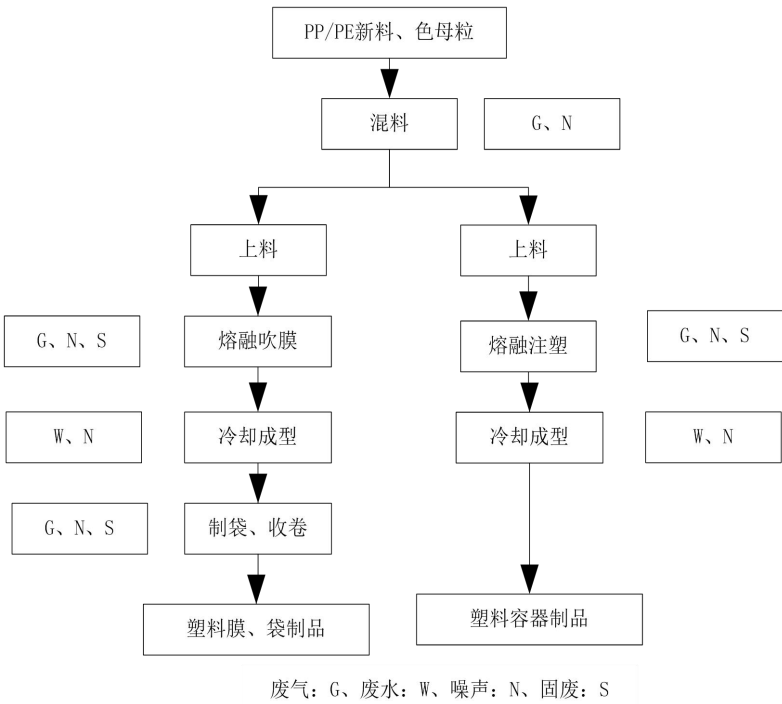 PP/PE新料、色母粒
混料
G、N
上料
上料
G、N、S
熔融吹膜
熔融注塑
G、N、S
W、N
冷却成型
冷却成型
W、N
G、N、S
制袋、收卷
塑料膜、袋制品
塑料容器制品
废气: G、废水: W、噪声: N、固废: S